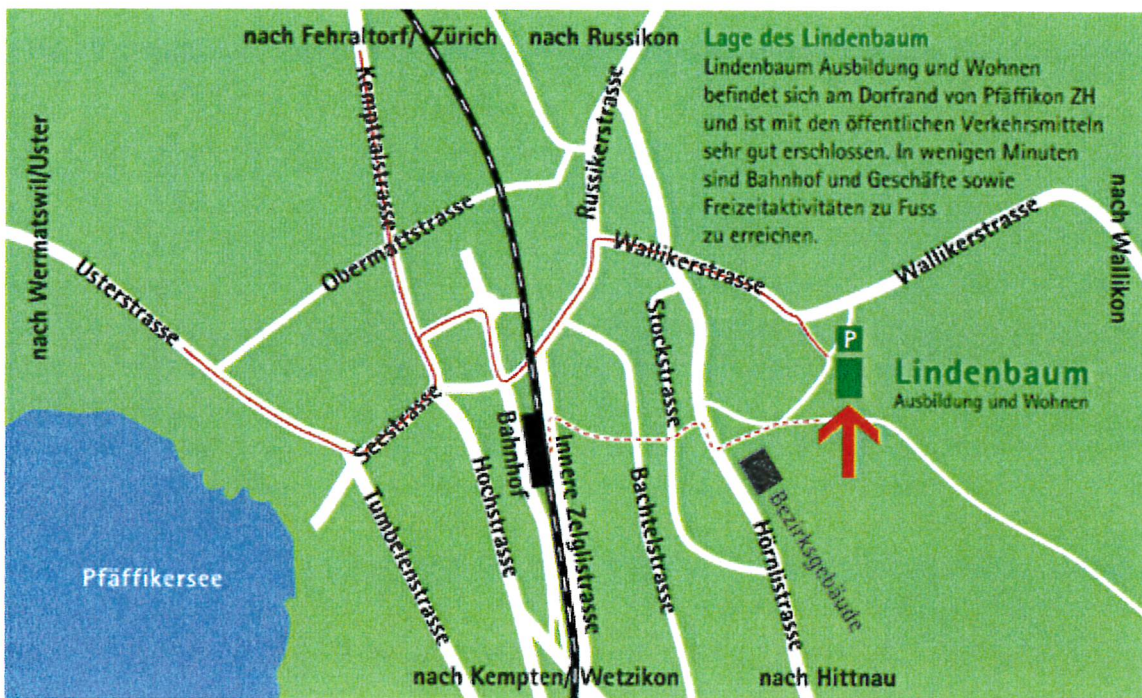 nach Fehraltorf/ Zürich
nach Russikon
Lage des Lindenbaum
Lindenbaum Ausbildung und Wohnen
befindet sich am Dorfrand von Pfäffikon ZH
und ist mit den öffentlichen Verkehrsmitteln
sehr gut erschlossen. In wenigen Minuten
sind Bahnhof und Geschäfte sowie
Freizeitaktivitäten zu Fuss
zu erreichen.
nach Wermatswil/Uster
Kempttalstrasse
Russikerstrasse
nach Wallikon
Obermattstrasse
Wallikerstrasse
Wallikerstrasse
Usterstrasse
Stockstrasse
P
Lindenbaum
Ausbildung und Wohnen
Seestrasse
Bahnhof
Hochstrasse
Innere Zelglistrasse
Bachtelstrasse
Bezirksgebäude
Hörnlistrasse
Tumbelenstrasse
Pfäffikersee
nach Kempten/ Wetzikon
nach Hittnau